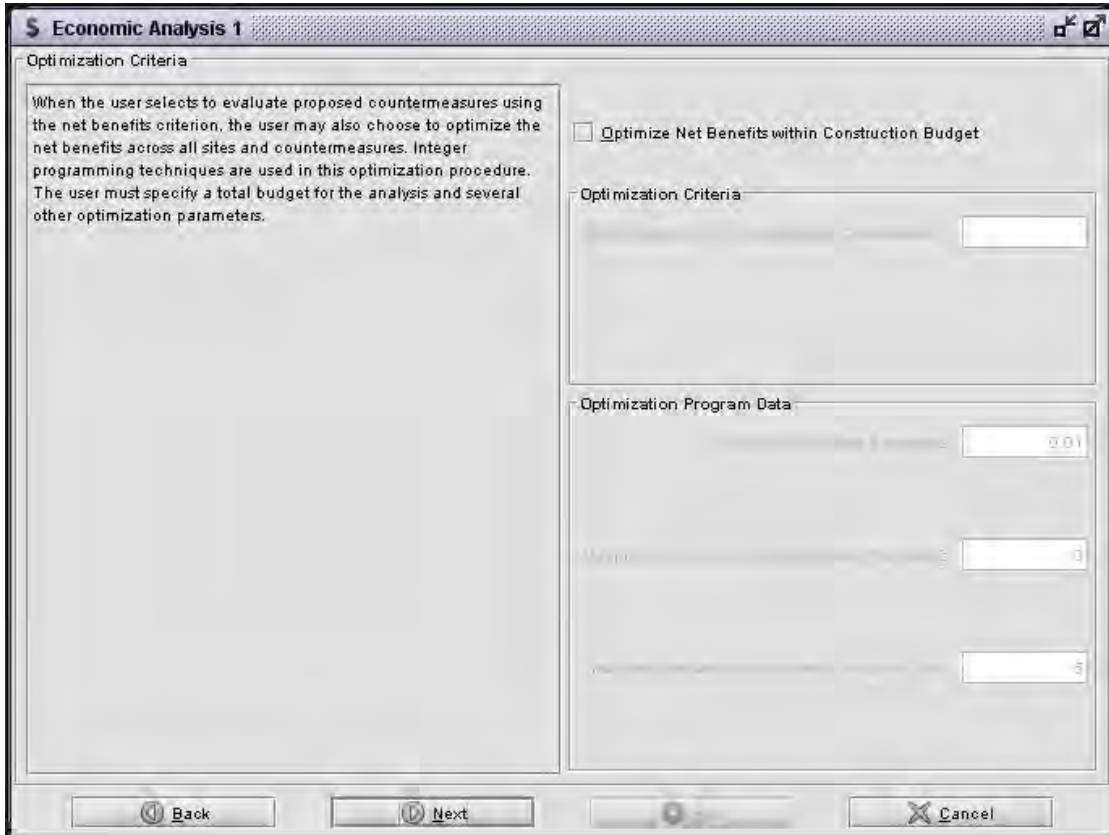 $ Economic Analysis 1
Optimization Criteria
When the user selects to evaluate proposed countermeasures using
the net benefits criterion, the user may also choose to optimize the
net benefits across all sites and countermeasures. Integer
programming techniques are used in this optimization procedure.
The user must specify a total budget for the analysis and several
other optimization parameters.
Optimize Net Benefits within Construction Budget
Optimization Criteria
Optimization Program Data
0.01
Back
Next
Cancel